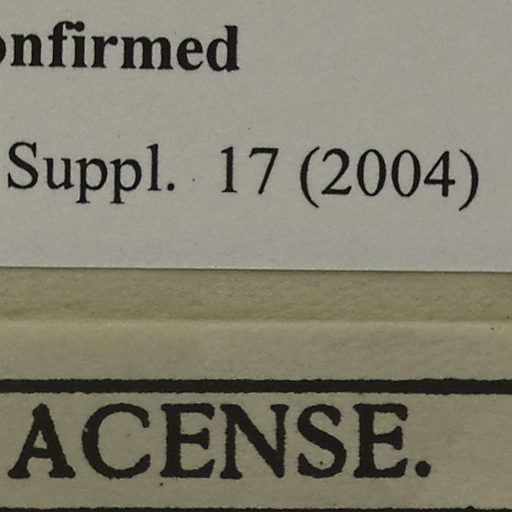 onfirmed
Suppl. 17 (2004)
ACENSE.